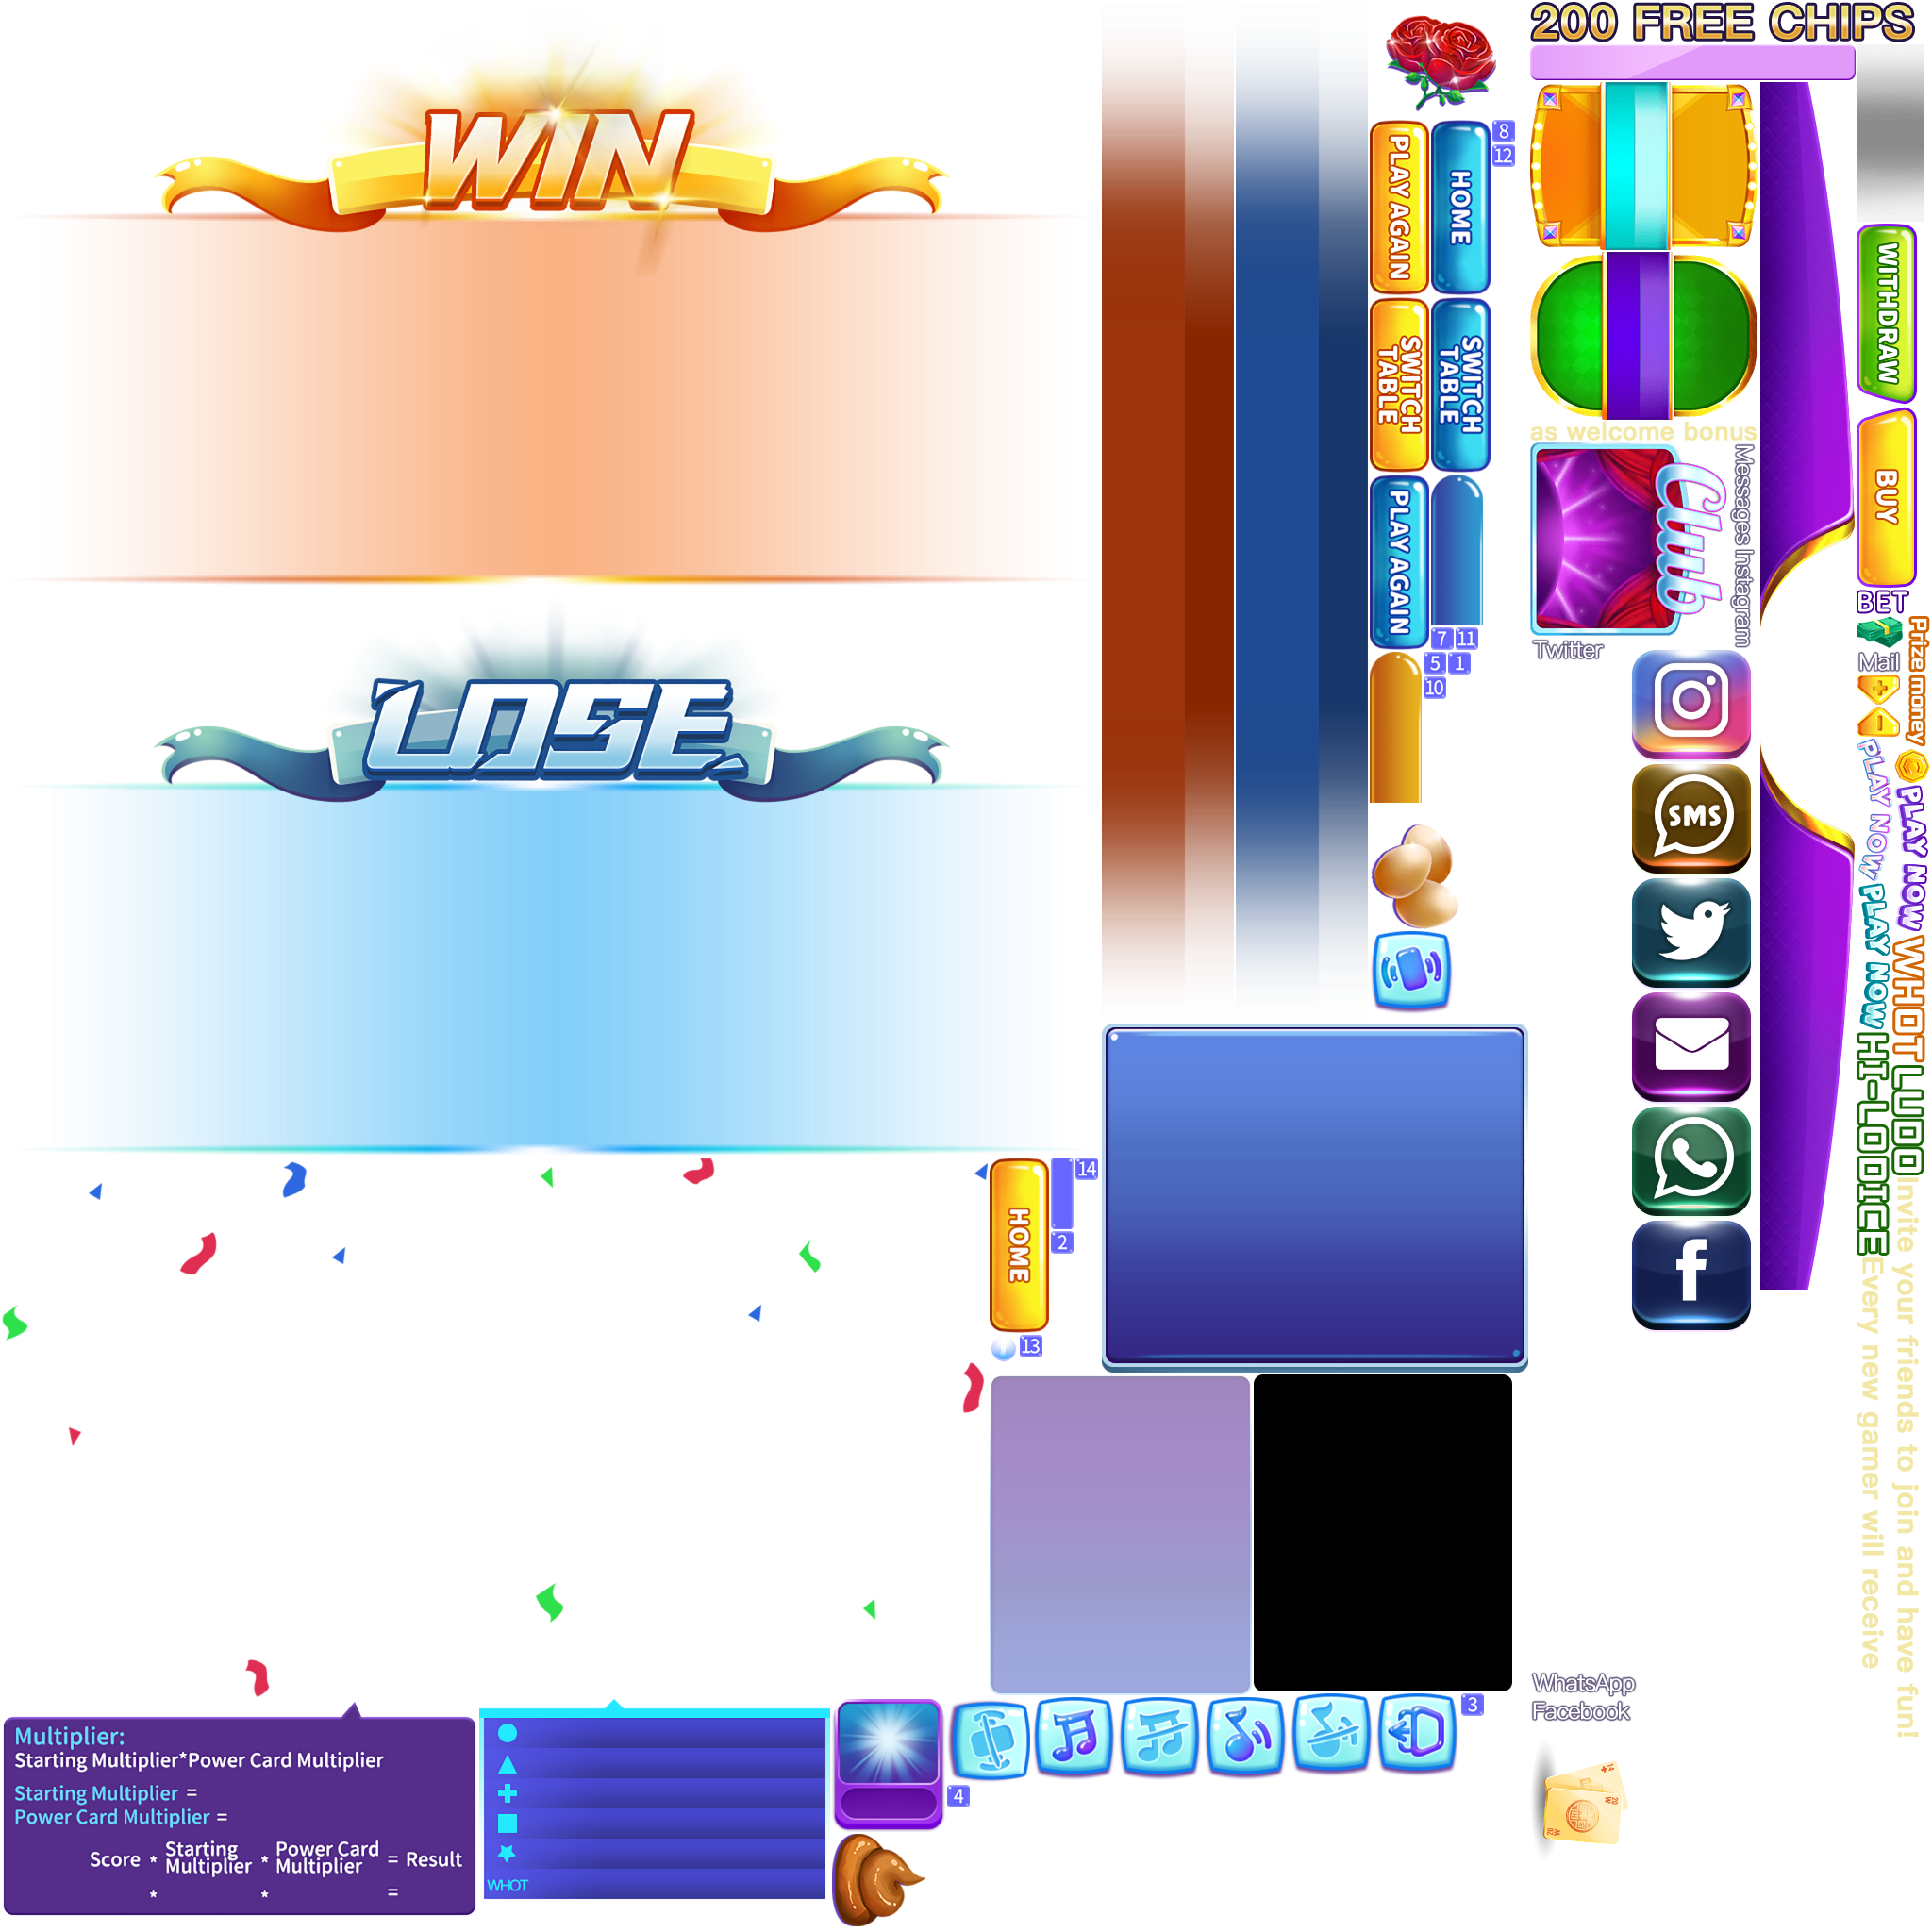 200 FREE CHIPS
WIN
8
12
PLAY AGAIN
HOME
WITHDRAW
SWITCH
TABLE
SWITCH
TABLE
as welcome bonus
Club
Messages Instagram
BUY
PLAY AGAIN
BET
7
11
Twitter
Prize money
5
1
Mail
10
LOSE
PLAY NOW
PLAY NOW
SMS
PLAY NOW
WHOT
HI-LO
LUDO
DICE
14
HOME
2
Invite your friends to join and have fun!
Every new gamer will receive
13
WhatsApp
Facebook
3
4
Multiplier:
Starting Multiplier*Power Card Multiplier
Starting Multiplier =
Power Card Multiplier =
Score * Starting Multiplier * Power Card Multiplier = Result
* * =
WHOT
14
20
W
20
W